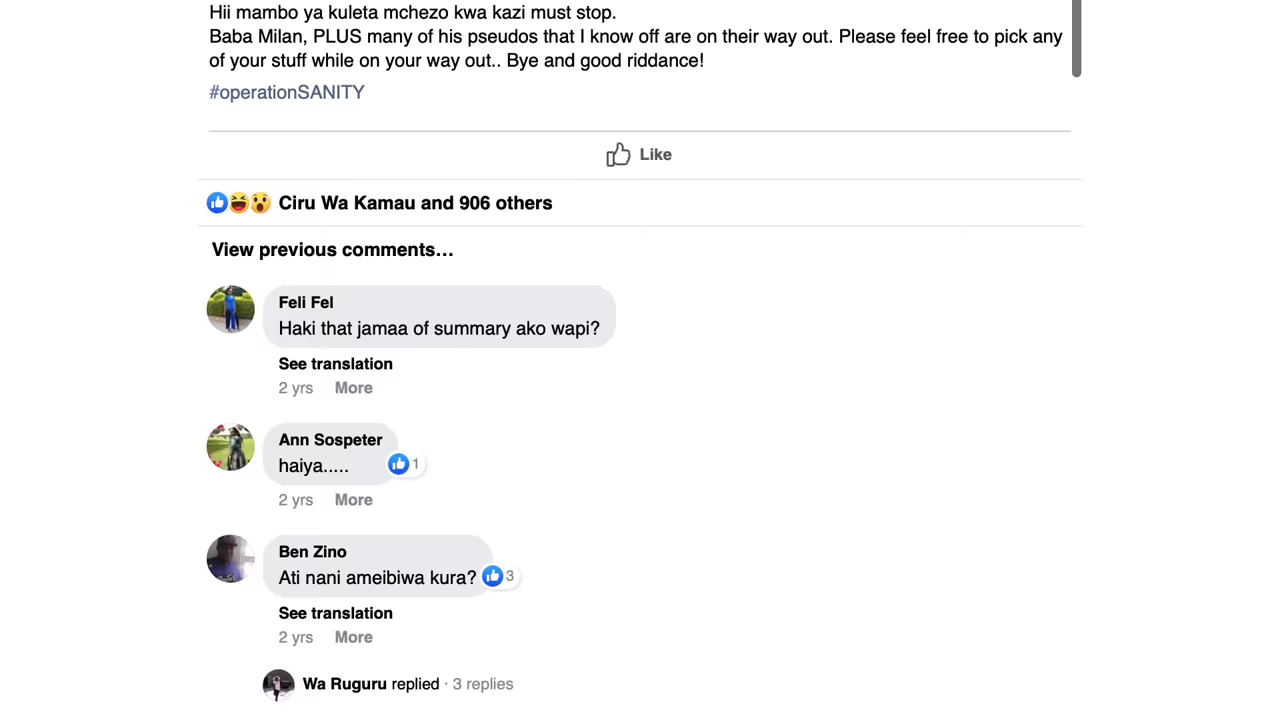 Hii mambo ya kuleta mchezo kwa kazi must stop.
Baba Milan, PLUS many of his pseudos that I know off are on their way out. Please feel free to pick any
of your stuff while on your way out.. Bye and good riddance!
#operationSANITY
Like
Ciru Wa Kamau and 906 others
View previous comments...
Feli Fel
Haki that jamaa of summary ako wapi?
See translation
2 yrs More
Ann Sospeter
haiya..... 1
2 yrs More
Ben Zino
Ati nani ameibiwa kura? 3
See translation
2 yrs More
Wa Ruguru replied · 3 replies